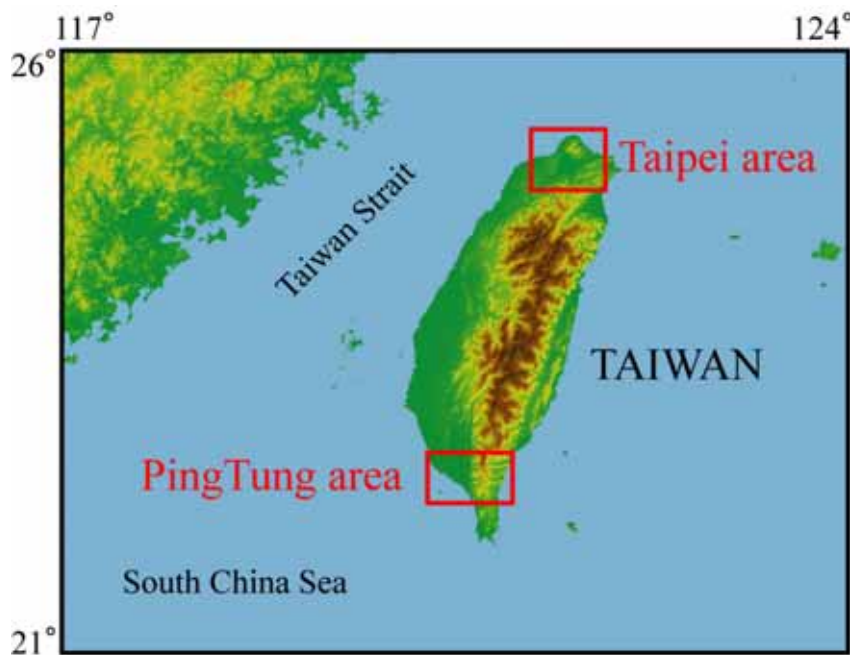 117°
124°
26°
Taipei area
Taiwan Strait
TAIWAN
PingTung area
South China Sea
21°